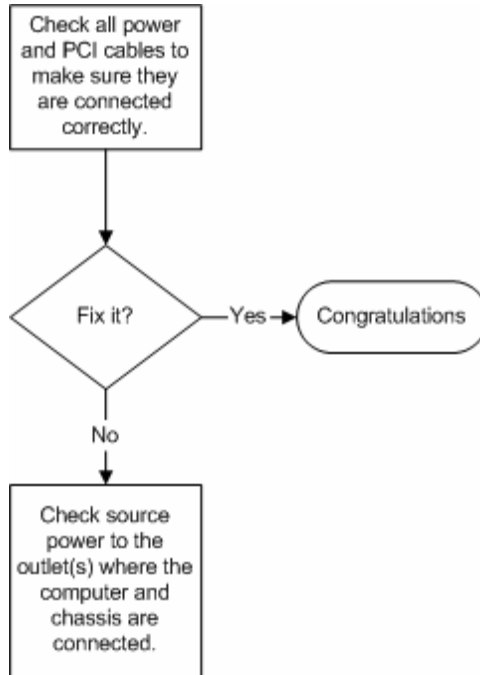 Check all power
and PCI cables to
make sure they
are connected
correctly.
Fix it?
Yes
Congratulations
No
Check source
power to the
outlet(s) where the
computer and
chassis are
connected.